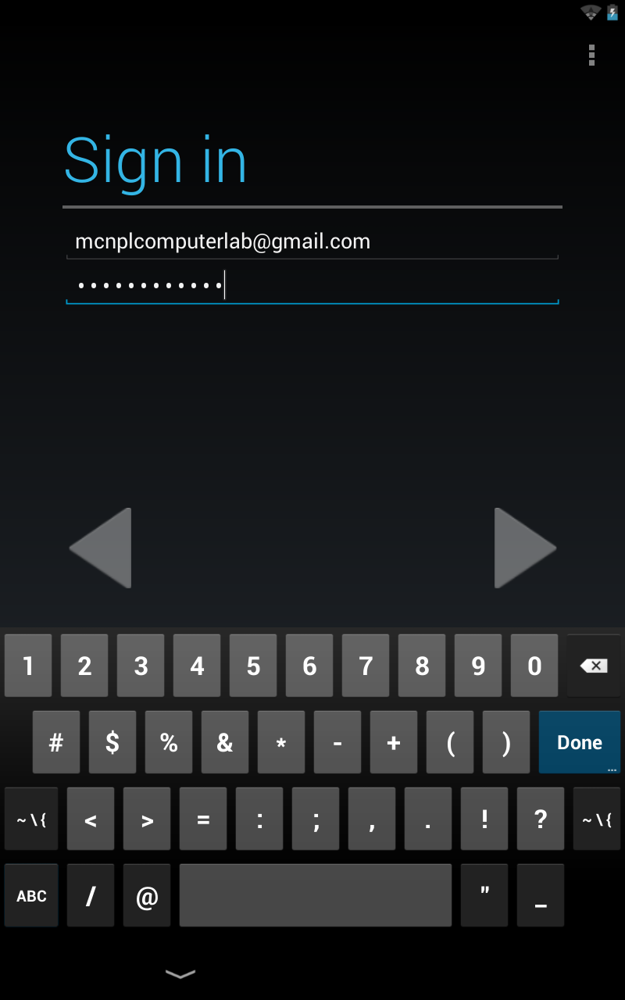 Sign in
mcnplcomputerlab@gmail.com
••••••••••••
1 2 3 4 5 6 7 8 9 0
# $ % & * - + ( ) Done ...
~ \ { < > = : ; , . ! ? ~ \ {
ABC / @ " _